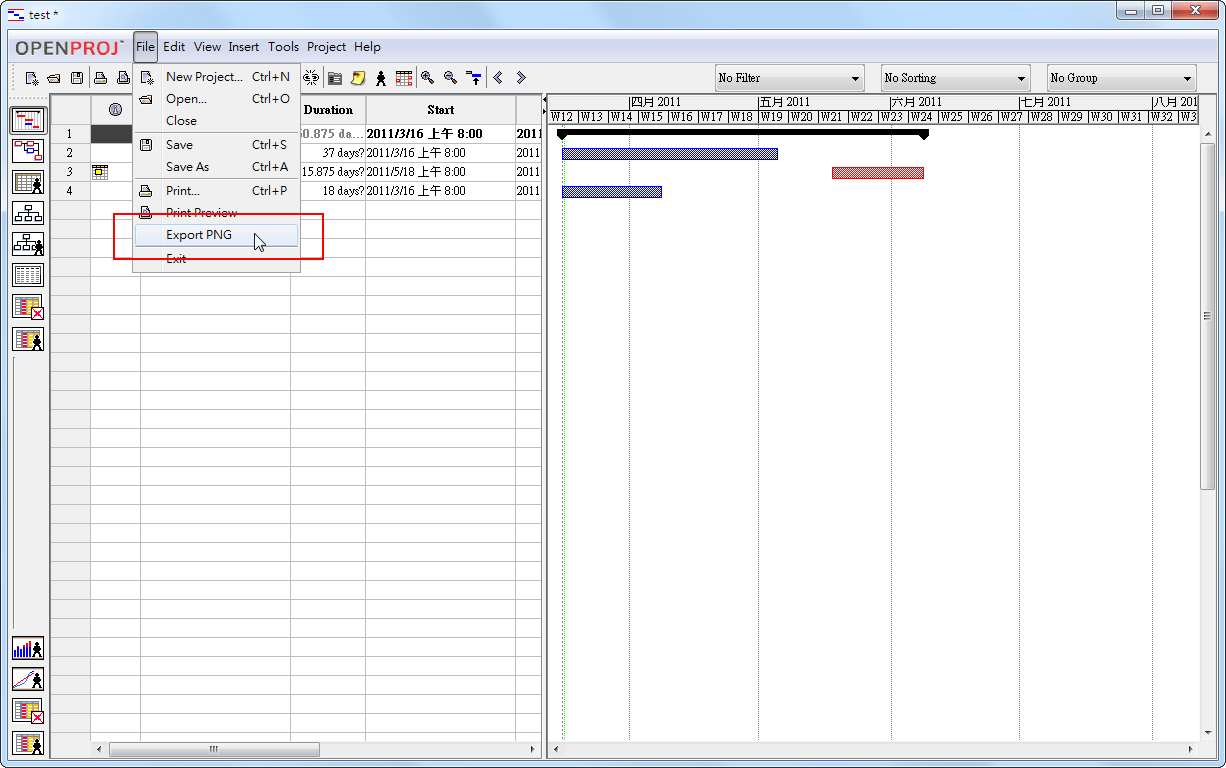 test *
OPENPROJ™ File Edit View Insert Tools Project Help
No Filter No Sorting No Group
New Project... Ctrl+N
Open... Ctrl+O
Close
Save Ctrl+S
Save As Ctrl+A
Print... Ctrl+P
Print Preview
Export PNG
Exit
Duration Start
1 0.875 da... 2011/3/16 上午 8:00 2011
2 37 days? 2011/3/16 上午 8:00 2011
3 15.875 days? 2011/5/18 上午 8:00 2011
4 18 days? 2011/3/16 上午 8:00 2011
四月 2011 五月 2011 六月 2011 七月 2011 八月 201
W12 W13 W14 W15 W16 W17 W18 W19 W20 W21 W22 W23 W24 W25 W26 W27 W28 W29 W30 W31 W32 W3